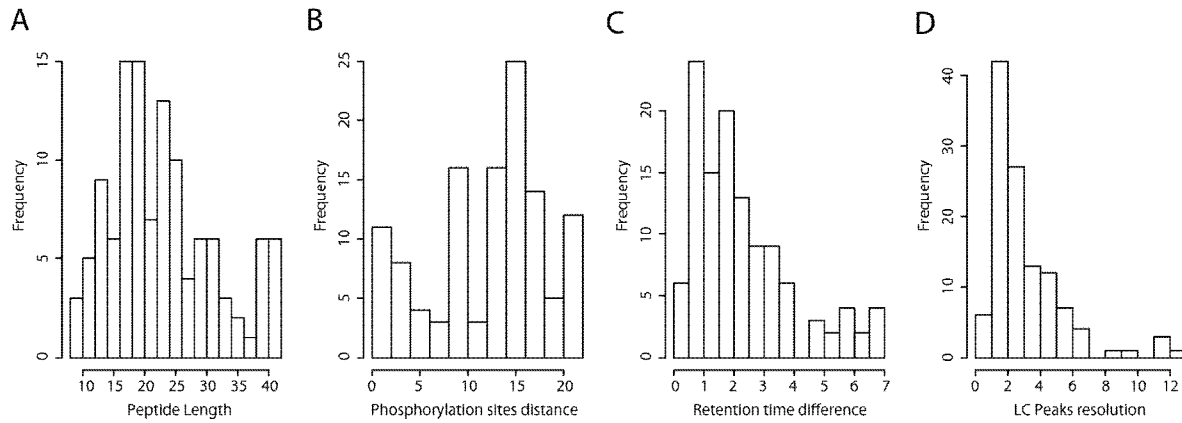 A
Frequency
0 5 10 15
10 15 20 25 30 35 40
Peptide Length
B
Frequency
0 5 10 15 20 25
0 5 10 15 20
Phosphorylation sites distance
C
Frequency
0 5 10 15 20
0 1 2 3 4 5 6 7
Retention time difference
D
Frequency
0 10 20 30 40
0 2 4 6 8 10 12
LC Peaks resolution